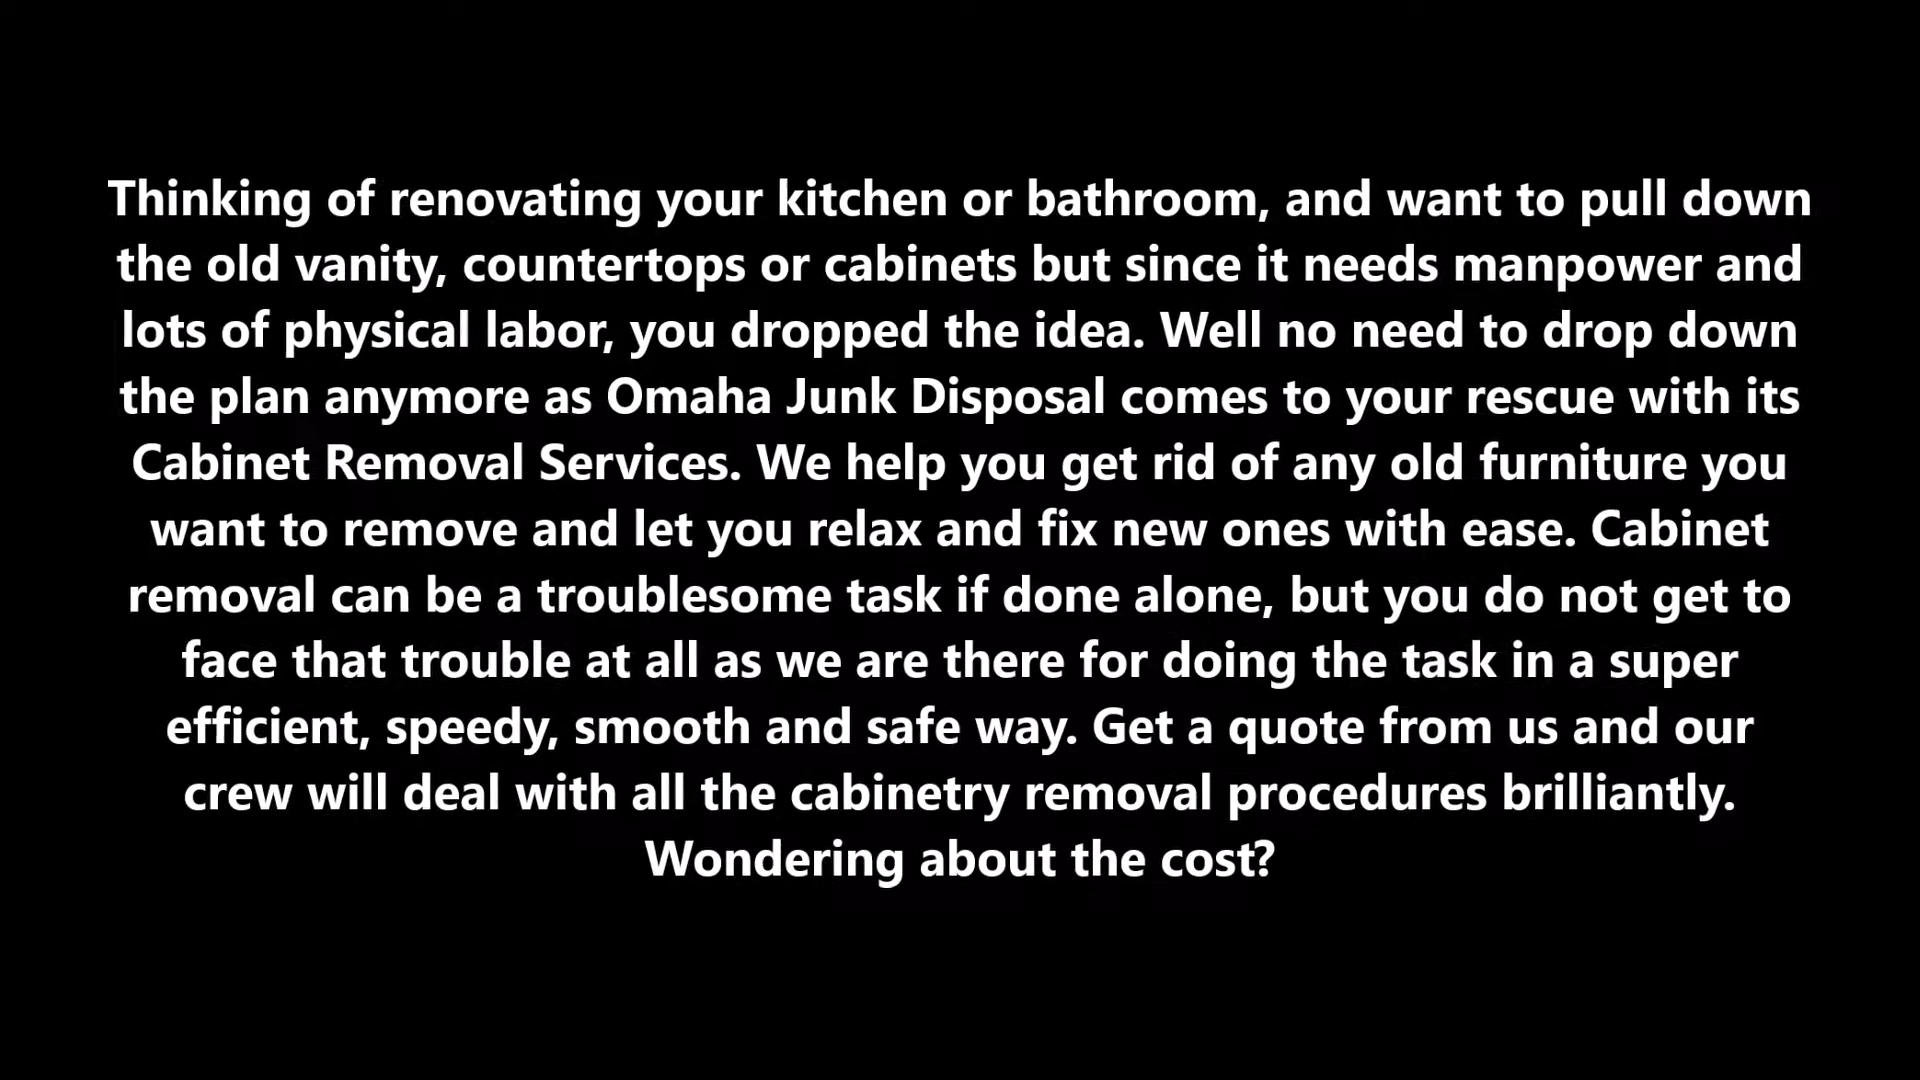 Thinking of renovating your kitchen or bathroom, and want to pull down
the old vanity, countertops or cabinets but since it needs manpower and
lots of physical labor, you dropped the idea. Well no need to drop down
the plan anymore as Omaha Junk Disposal comes to your rescue with its
Cabinet Removal Services. We help you get rid of any old furniture you
want to remove and let you relax and fix new ones with ease. Cabinet
removal can be a troublesome task if done alone, but you do not get to
face that trouble at all as we are there for doing the task in a super
efficient, speedy, smooth and safe way. Get a quote from us and our
crew will deal with all the cabinetry removal procedures brilliantly.
Wondering about the cost?